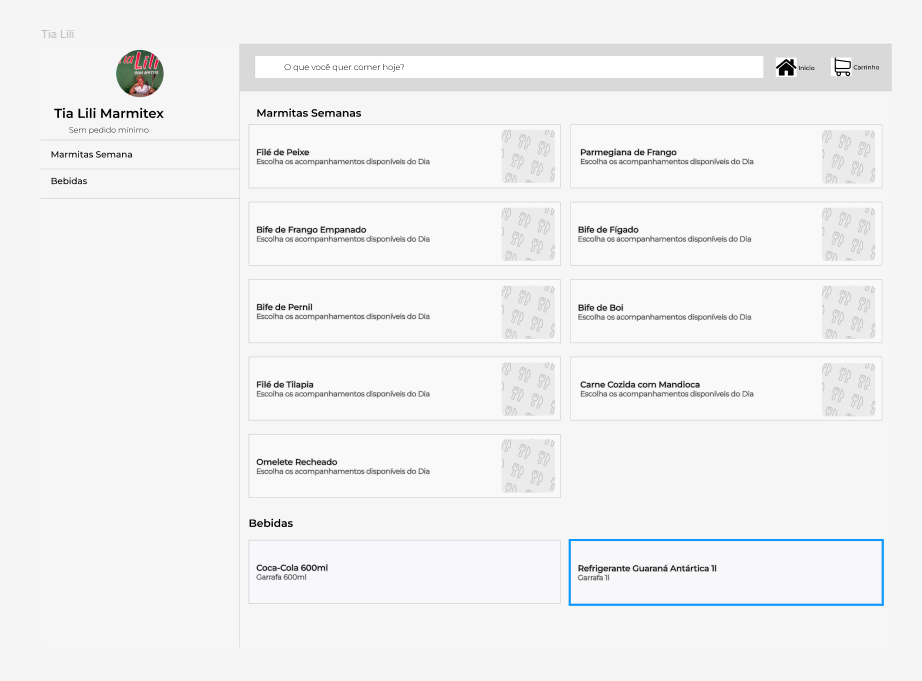 Tia Lili
Lili
Tia Lili Marmitex
Sem pedido mínimo
Marmitas Semana
Bebidas
O que você quer comer hoje?
Inicio
Carrinho
Marmitas Semanas
Filé de Peixe
Escolha os acompanhamentos disponíveis do Dia
Parmegiana de Frango
Escolha os acompanhamentos disponíveis do Dia
Bife de Frango Empanado
Escolha os acompanhamentos disponíveis do Dia
Bife de Fígado
Escolha os acompanhamentos disponíveis do Dia
Bife de Pernil
Escolha os acompanhamentos disponíveis do Dia
Bife de Boi
Escolha os acompanhamentos disponíveis do Dia
Filé de Tilapia
Escolha os acompanhamentos disponíveis do Dia
Carne Cozida com Mandioca
Escolha os acompanhamentos disponíveis do Dia
Omelete Recheado
Escolha os acompanhamentos disponíveis do Dia
Bebidas
Coca-Cola 600ml
Garrafa 600ml
Refrigerante Guaraná Antártica 1l
Garrafa 1l